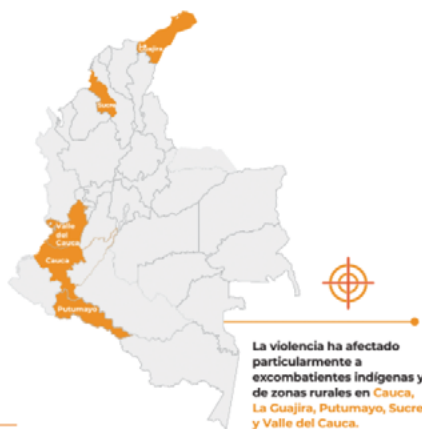 La
Guajira
Sucre
Valle
del
Cauca
Cauca
Putumayo
La violencia ha afectado
particularmente a
excombatientes indígenas y
de zonas rurales en Cauca,
La Guajira, Putumayo, Sucre
y Valle del Cauca.